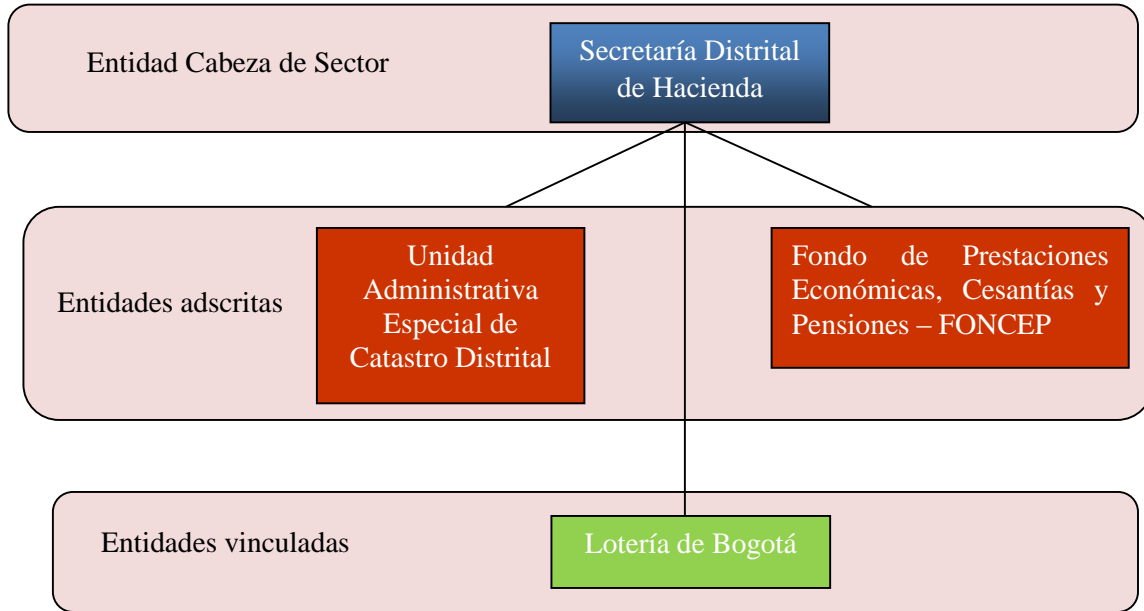 Entidad Cabeza de Sector
Secretaría Distrital
de Hacienda
Entidades adscritas
Unidad
Administrativa
Especial de
Catastro Distrital
Fondo de Prestaciones
Económicas, Cesantías y
Pensiones – FONCEP
Entidades vinculadas
Lotería de Bogotá